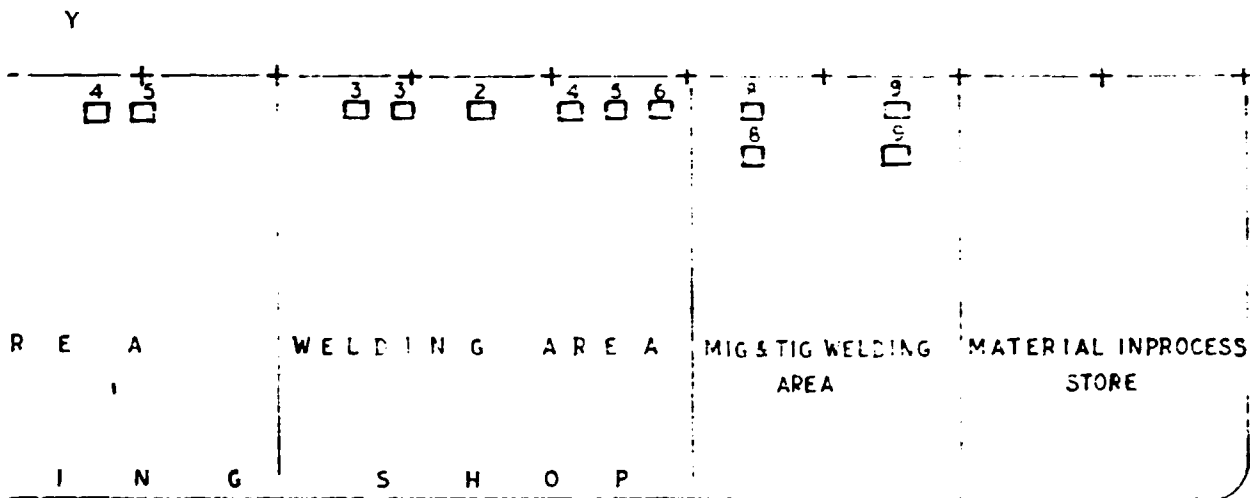 Y
4 5 3 3 2 4 5 6 9
8
R E A WELDING AREA MIG & TIG WELDING AREA MATERIAL INPROCESS STORE
I N G S H O P